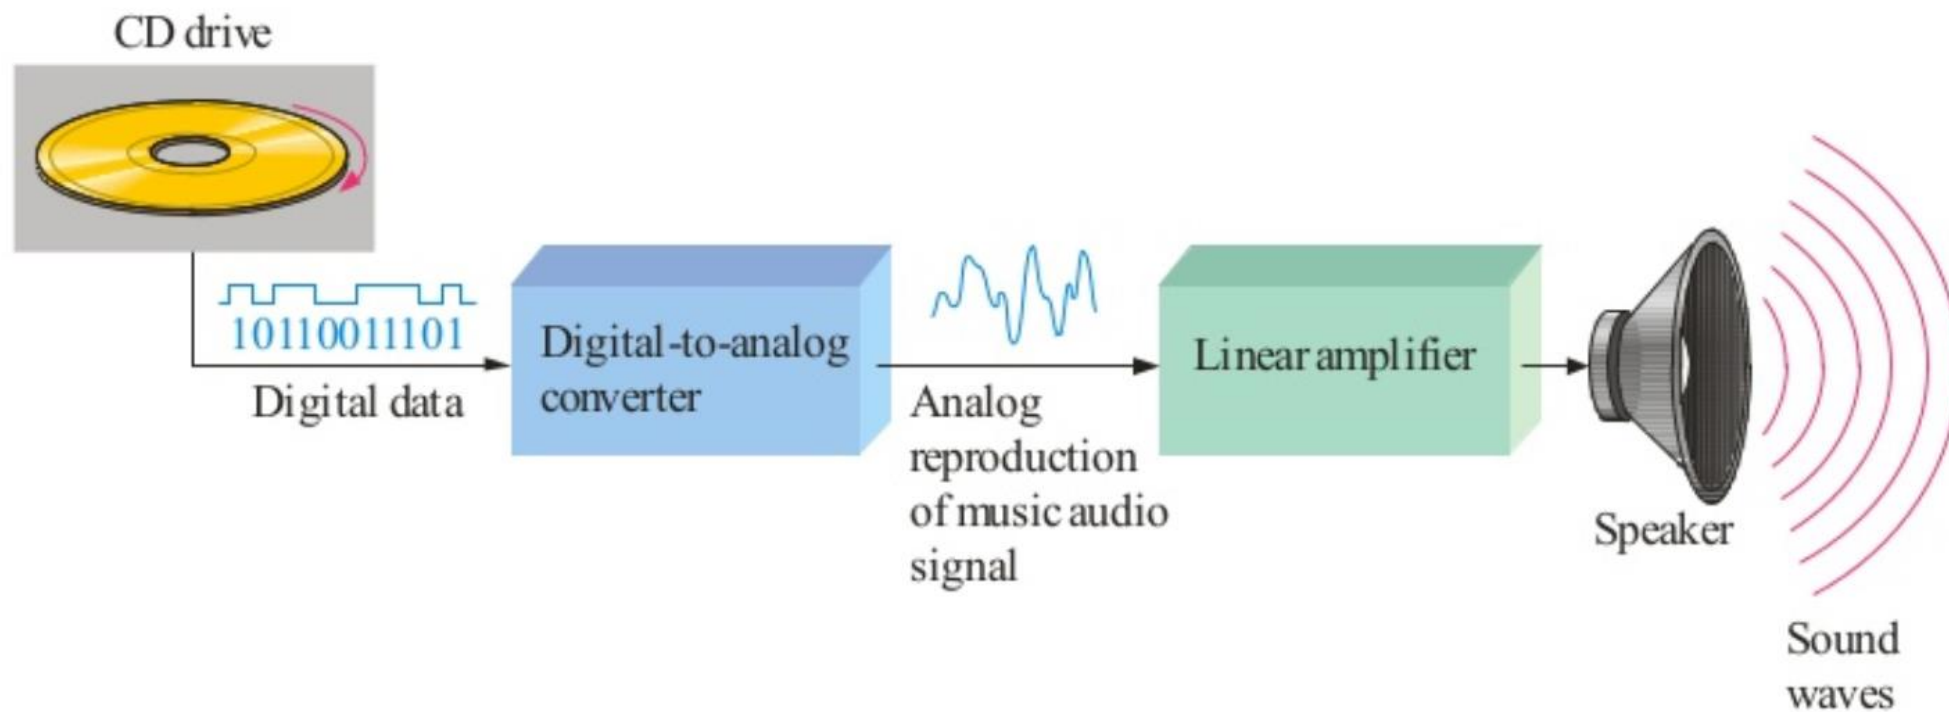 CD drive
10110011101
Digital data
Digital-to-analog
converter
Analog
reproduction
of music audio
signal
Linear amplifier
Speaker
Sound
waves